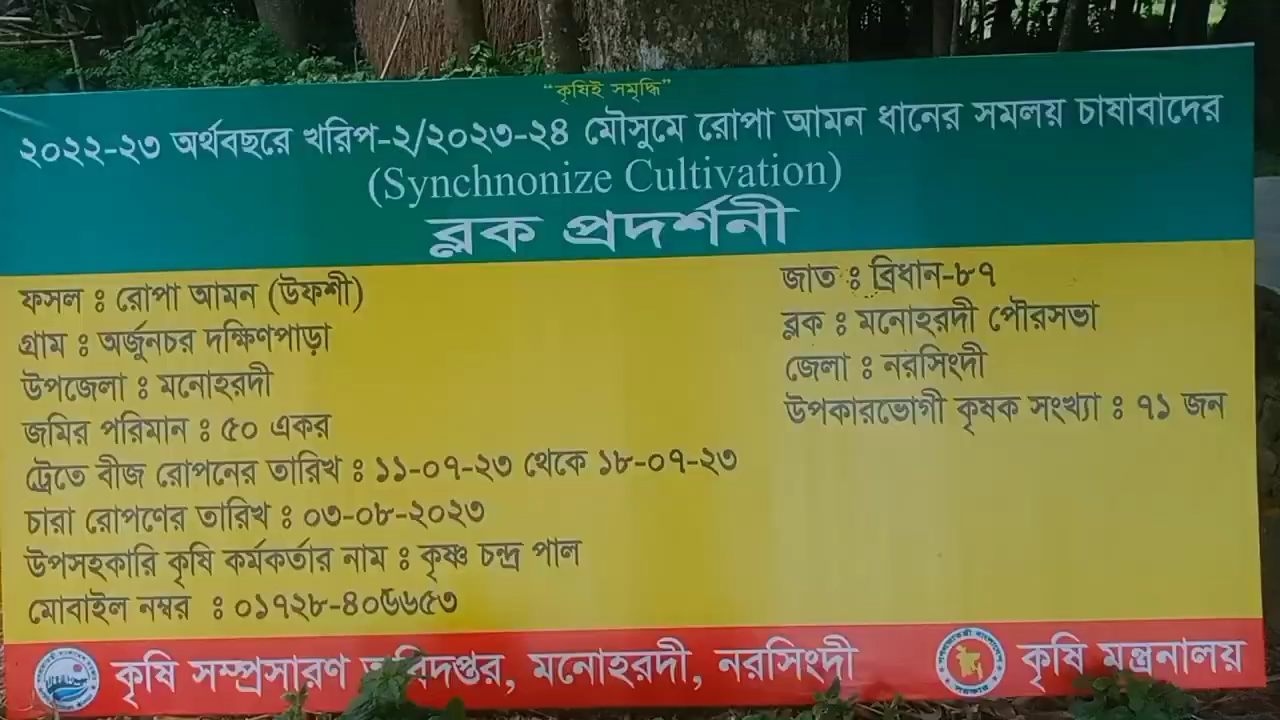 “কৃষিই সমৃদ্ধি”
২০২২-২৩ অর্থবছরে খরিপ-২/২০২৩-২৪ মৌসুমে রোপা আমন ধানের সমলয় চাষাবাদের
(Synchnonize Cultivation)
ব্লক প্রদর্শনী
ফসল ঃ রোপা আমন (উফশী)
জাত ঃ ব্রিধান-৮৭
গ্রাম ঃ অর্জুনচর দক্ষিণপাড়া
ব্লক ঃ মনোহরদী পৌরসভা
উপজেলা ঃ মনোহরদী
জেলা ঃ নরসিংদী
জমির পরিমান ঃ ৫০ একর
উপকারভোগী কৃষক সংখ্যা ঃ ৭১ জন
ট্রেতে বীজ রোপনের তারিখ ঃ ১১-০৭-২৩ থেকে ১৮-০৭-২৩
চারা রোপণের তারিখ ঃ ০৩-০৮-২০২৩
উপসহকারি কৃষি কর্মকর্তার নাম ঃ কৃষ্ণ চন্দ্র পাল
মোবাইল নম্বর ঃ ০১৭২৮-৪০৬৬৫৩
কৃষি সম্প্রসারণ অধিদপ্তর, মনোহরদী, নরসিংদী
কৃষি মন্ত্রনালয়